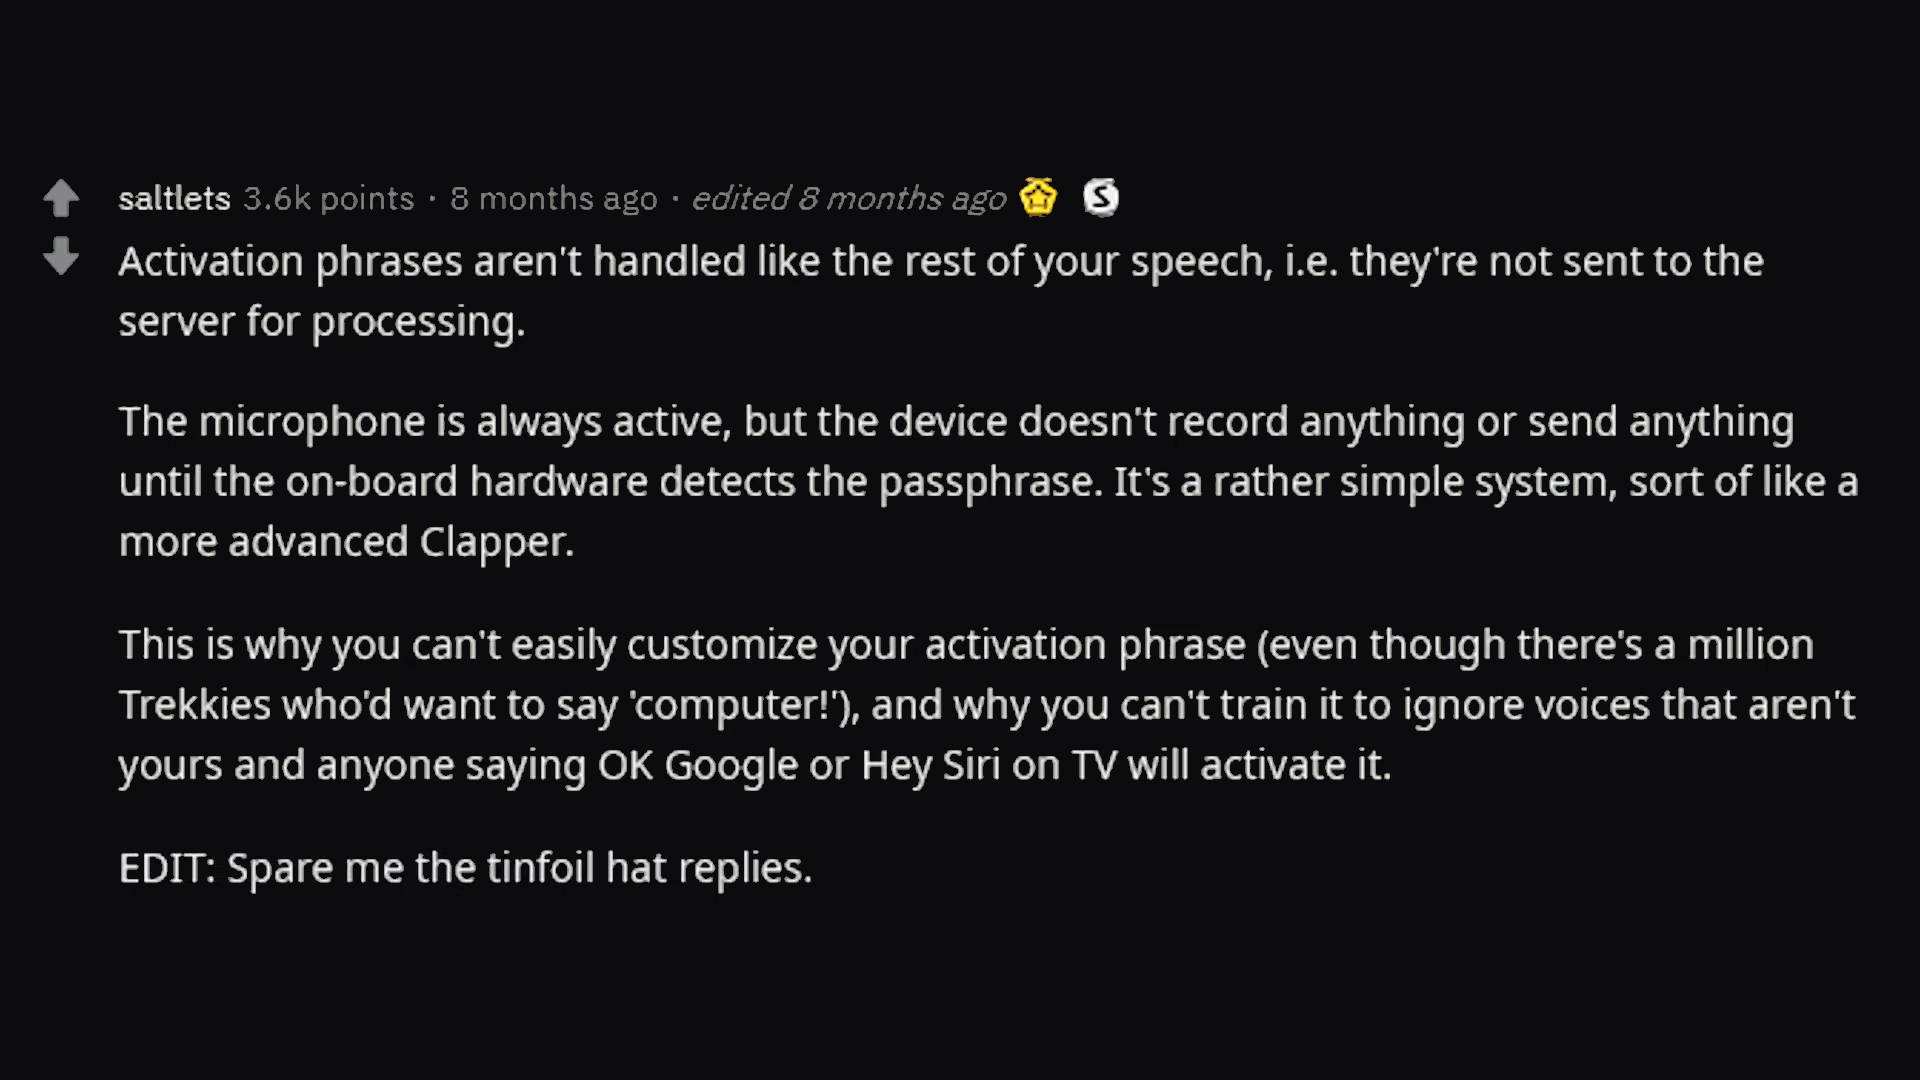 saltlets 3.6k points · 8 months ago · edited 8 months ago S
Activation phrases aren't handled like the rest of your speech, i.e. they're not sent to the
server for processing.
The microphone is always active, but the device doesn't record anything or send anything
until the on-board hardware detects the passphrase. It's a rather simple system, sort of like a
more advanced Clapper.
This is why you can't easily customize your activation phrase (even though there's a million
Trekkies who'd want to say 'computer!'), and why you can't train it to ignore voices that aren't
yours and anyone saying OK Google or Hey Siri on TV will activate it.
EDIT: Spare me the tinfoil hat replies.